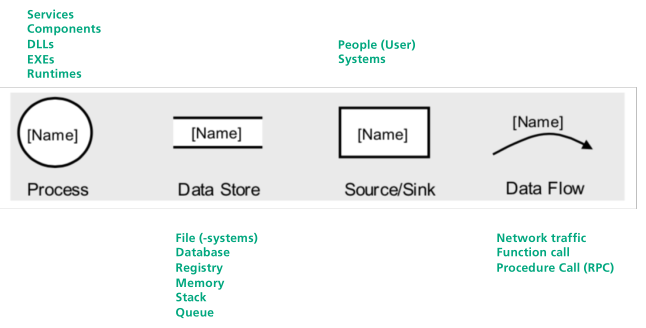 Services
Components
DLLs
EXEs
Runtimes
People (User)
Systems
[Name]
[Name]
[Name]
[Name]
Process
Data Store
Source/Sink
Data Flow
File (-systems)
Database
Registry
Memory
Stack
Queue
Network traffic
Function call
Procedure Call (RPC)